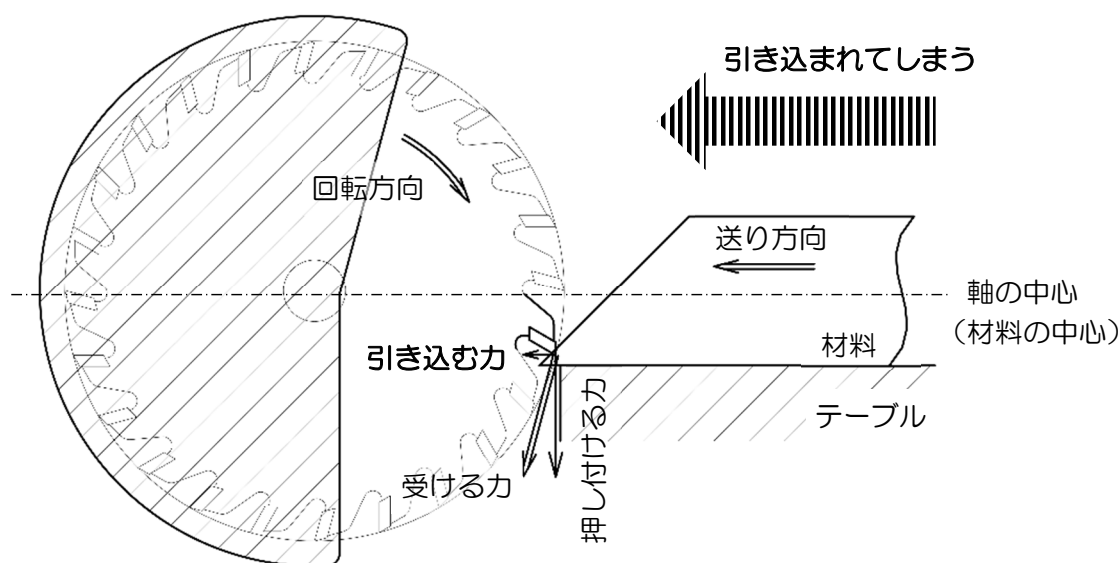 引き込まれてしまう
回転方向
送り方向
軸の中心
（材料の中心）
材料
引き込む力
テーブル
押し付ける力
受ける力